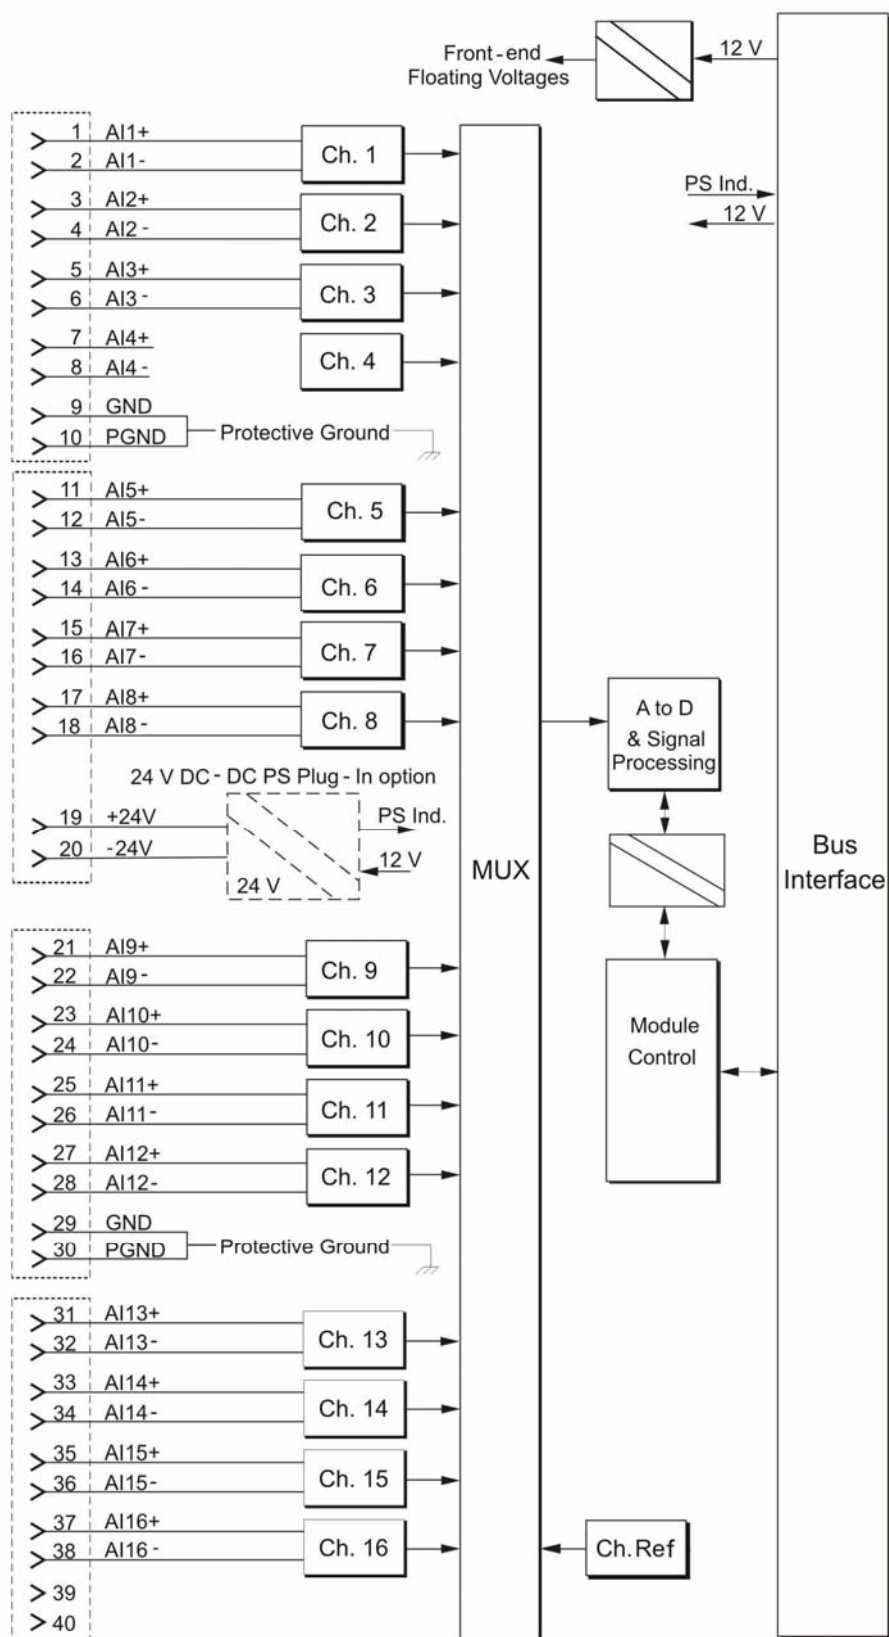 Front-end
Floating Voltages
12 V
PS Ind.
12 V
1 AI1+
2 AI1-
Ch. 1
3 AI2+
4 AI2 -
Ch. 2
5 AI3+
6 AI3 -
Ch. 3
7 AI4+
8 AI4 -
Ch. 4
9 GND
10 PGND
Protective Ground
11 AI5+
12 AI5-
Ch. 5
13 AI6+
14 AI6 -
Ch. 6
15 AI7+
16 AI7-
Ch. 7
17 AI8+
18 AI8 -
Ch. 8
24 V DC - DC PS Plug - In option
19 +24V
20 -24V
24 V
PS Ind.
12 V
21 AI9+
22 AI9-
Ch. 9
23 AI10+
24 AI10-
Ch. 10
25 AI11+
26 AI11-
Ch. 11
27 AI12+
28 AI12-
Ch. 12
29 GND
30 PGND
Protective Ground
31 AI13+
32 AI13-
Ch. 13
33 AI14+
34 AI14-
Ch. 14
35 AI15+
36 AI15-
Ch. 15
37 AI16+
38 AI16 -
Ch. 16
39
40
MUX
A to D
& Signal
Processing
Module
Control
Ch.Ref
Bus
Interface